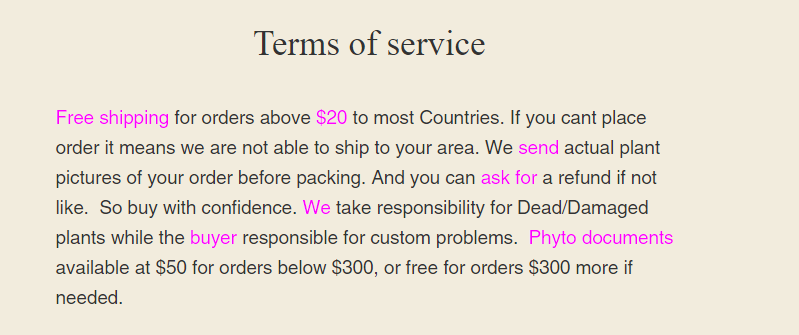 Terms of service
Free shipping for orders above $20 to most Countries. If you cant place
order it means we are not able to ship to your area. We send actual plant
pictures of your order before packing. And you can ask for a refund if not
like.  So buy with confidence. We take responsibility for Dead/Damaged
plants while the buyer responsible for custom problems.  Phyto documents
available at $50 for orders below $300, or free for orders $300 more if
needed.